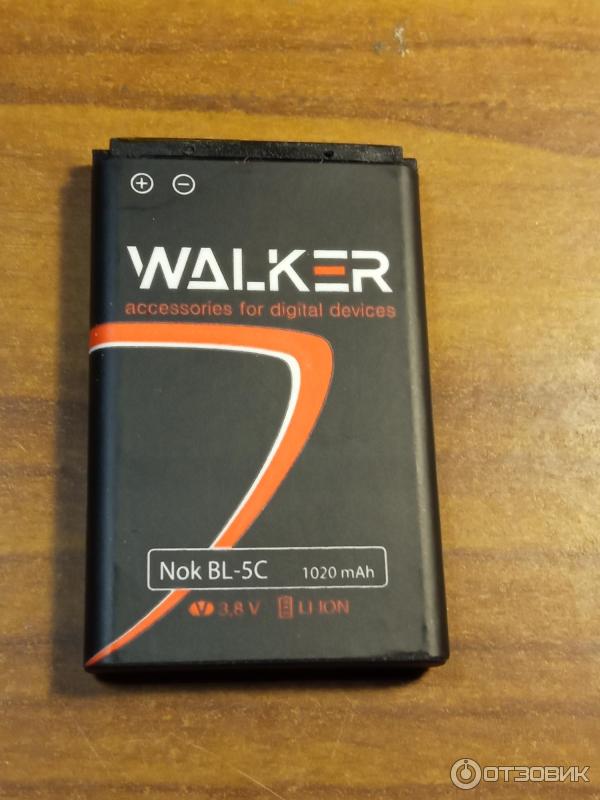 WALKER
accessories for digital devices
Nok BL-5C 1020 mAh
V 3,8 V LI ION
ОТЗОВИК